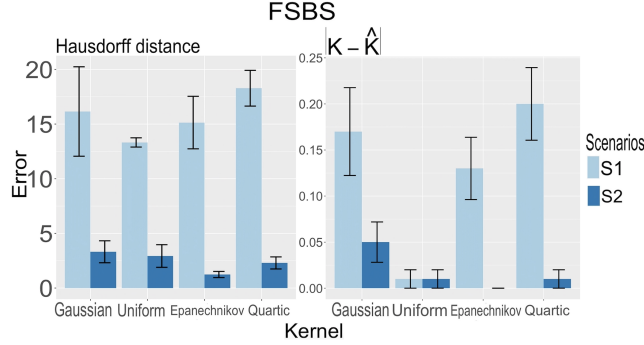 FSBS
Hausdorff distance
|K − K̂|
Error
20
15
10
5
0
0.25
0.20
0.15
0.10
0.05
0.00
Gaussian Uniform Epanechnikov Quartic
Gaussian Uniform Epanechnikov Quartic
Kernel
Scenarios
S1
S2